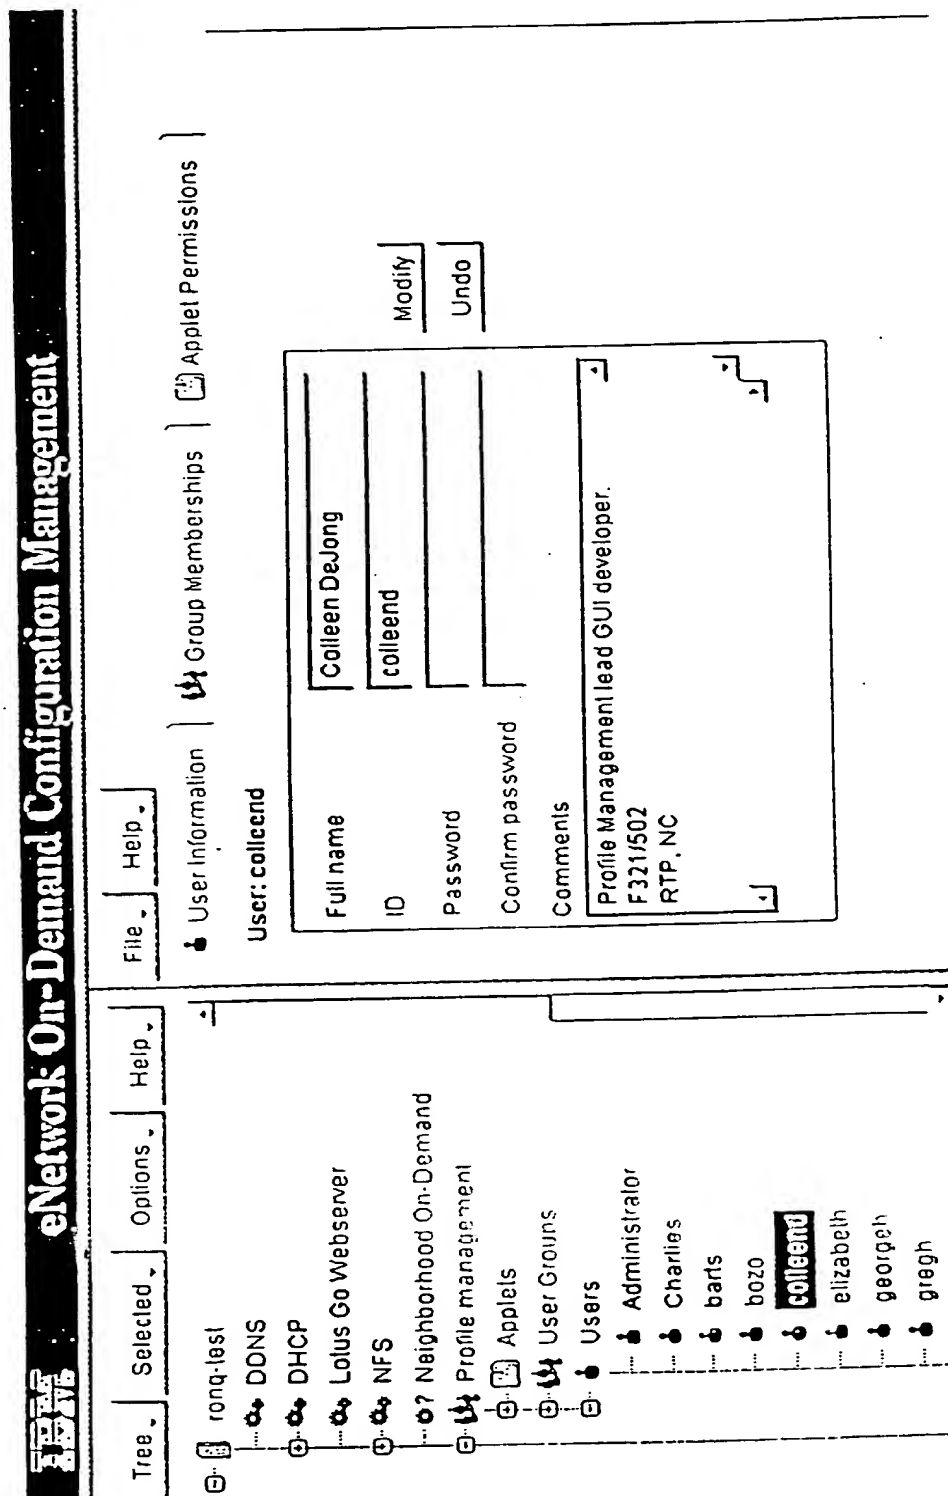 IBM eNetwork On-Demand Configuration Management
Tree Selected Options Help
ronq-test
DDNS
DHCP
Lotus Go Webserver
NFS
? Neighborhood On-Demand
Profile management
Applets
User Groups
Users
Administrator
Charlies
barts
bozo
colleend
elizabeth
georgeh
gregh
File Help
User Information Group Memberships Applet Permissions
User: colleend
Full name Colleen DeJong
ID colleend
Password
Confirm password
Comments
Profile Management lead GUI developer.
F321/502
RTP, NC
Modify
Undo